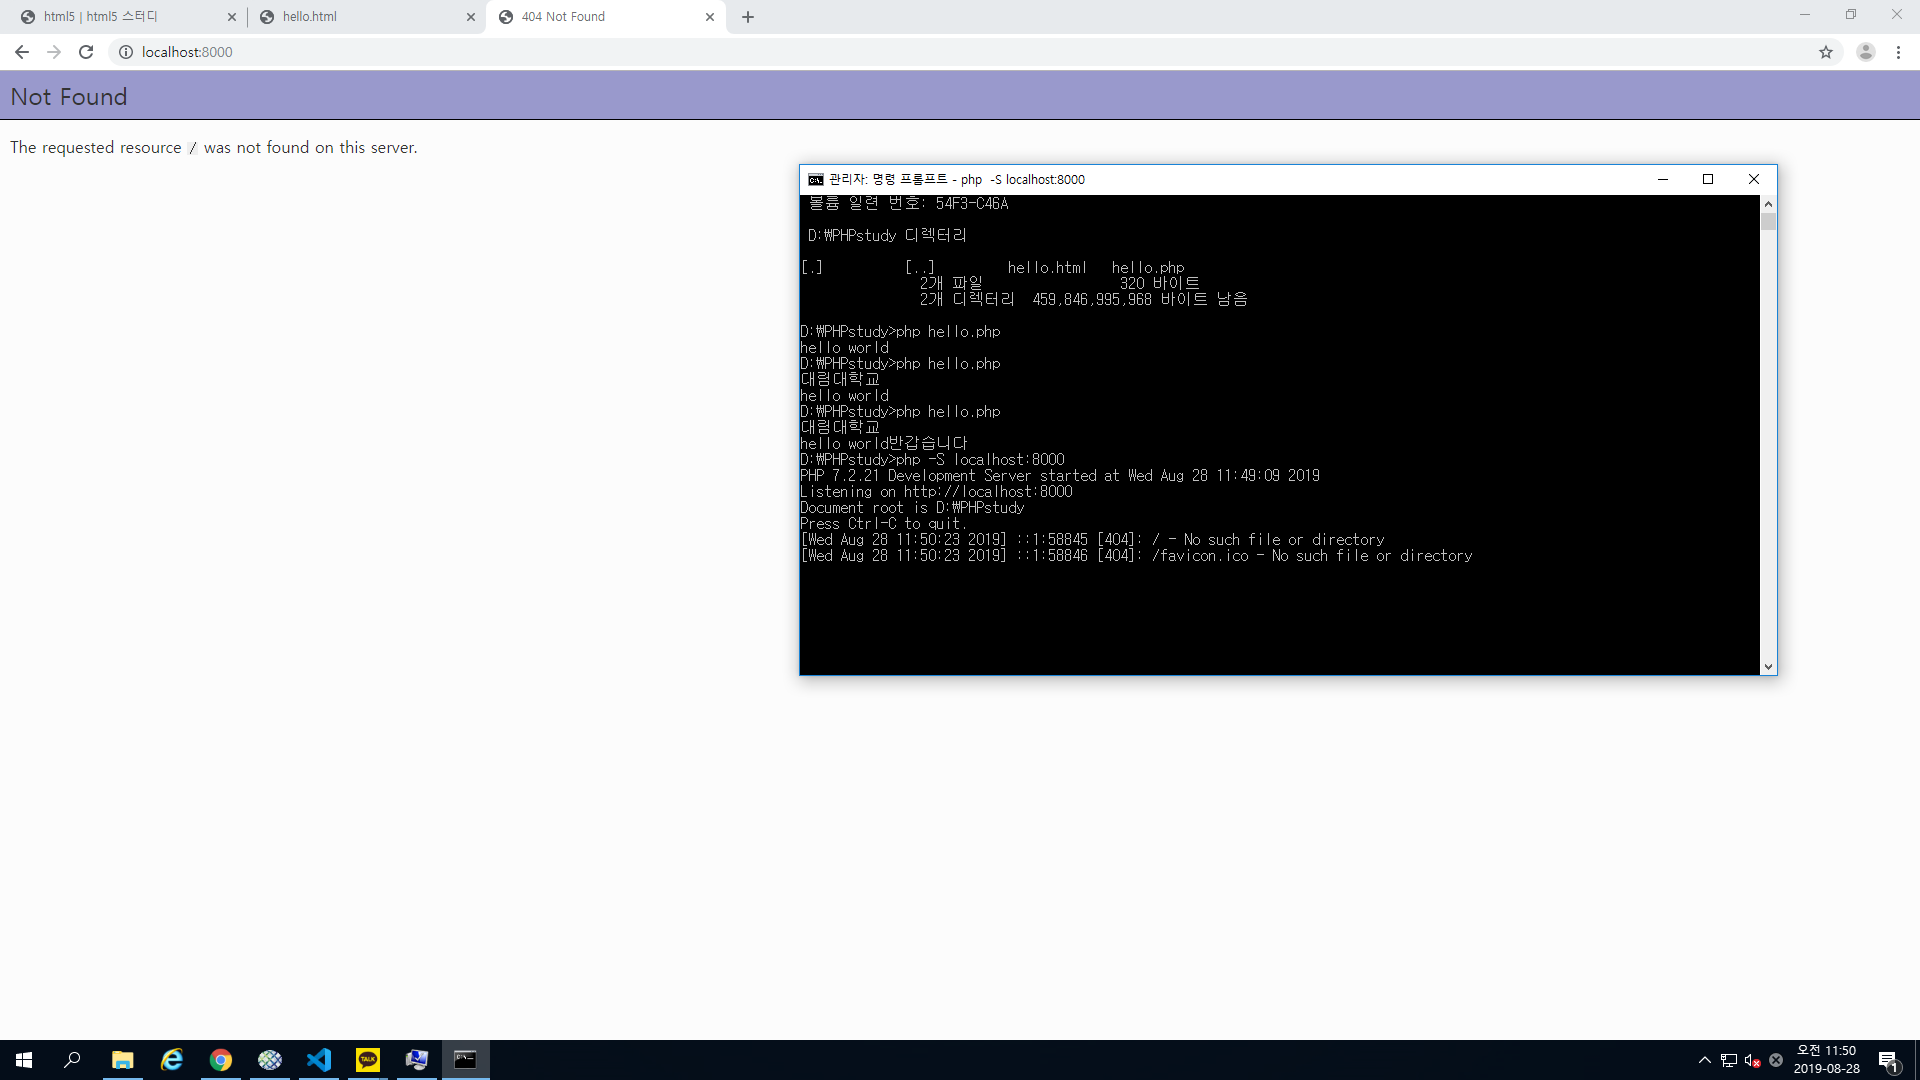 html5 | html5 스터디
hello.html
404 Not Found
localhost:8000
Not Found
The requested resource / was not found on this server.
관리자: 명령 프롬프트 - php  -S localhost:8000
볼륨 일련 번호: 54F3-C46A
D:\PHPstudy 디렉터리
[.]          [..]         hello.html   hello.php
2개 파일                 320 바이트
2개 디렉터리  459,846,995,968 바이트 남음
D:\PHPstudy>php hello.php
hello world
D:\PHPstudy>php hello.php
대림대학교
hello world
D:\PHPstudy>php hello.php
대림대학교
hello world반갑습니다
D:\PHPstudy>php -S localhost:8000
PHP 7.2.21 Development Server started at Wed Aug 28 11:49:09 2019
Listening on http://localhost:8000
Document root is D:\PHPstudy
Press Ctrl-C to quit.
[Wed Aug 28 11:50:23 2019] ::1:58845 [404]: / - No such file or directory
[Wed Aug 28 11:50:23 2019] ::1:58846 [404]: /favicon.ico - No such file or directory
TALK
오전 11:50
2019-08-28
1